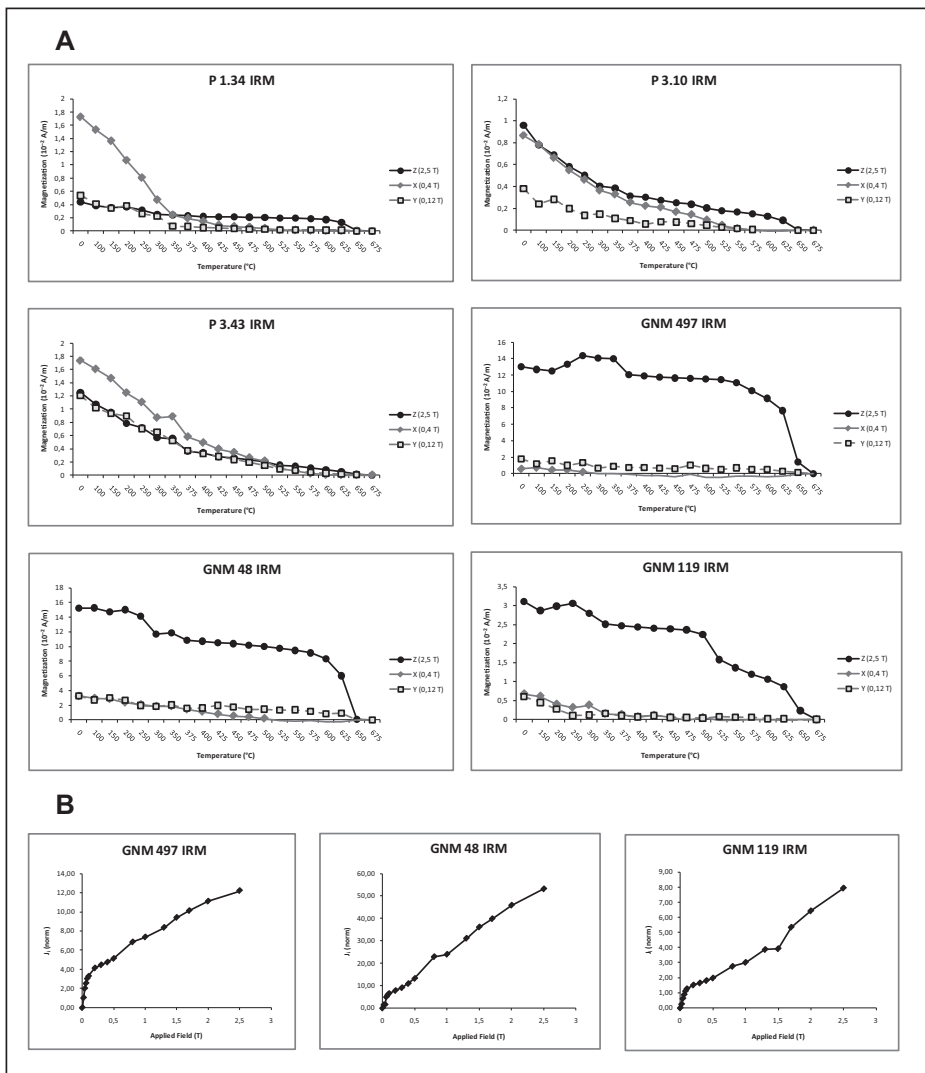 A
P 1.34 IRM
Magnetization (10⁻² A/m)
2
1,8
1,6
1,4
1,2
1
0,8
0,6
0,4
0,2
0
0 100 150 200 250 300 350 375 400 425 450 475 500 525 550 575 600 625 650 675
Temperature (°C)
Z (2,5 T)
X (0,4 T)
Y (0,12 T)
P 3.10 IRM
Magnetization (10⁻² A/m)
1,2
1
0,8
0,6
0,4
0,2
0
0 100 150 200 250 300 350 375 400 425 450 475 500 525 550 575 600 625 650 675
Temperature (°C)
Z (2,5 T)
X (0,4 T)
Y (0,12 T)
P 3.43 IRM
Magnetization (10⁻² A/m)
2
1,8
1,6
1,4
1,2
1
0,8
0,6
0,4
0,2
0
0 100 150 200 250 300 350 375 400 425 450 475 500 525 550 575 600 625 650 675
Temperature (°C)
Z (2,5 T)
X (0,4 T)
Y (0,12 T)
GNM 497 IRM
Magnetization (10⁻² A/m)
16
14
12
10
8
6
4
2
0
0 100 150 200 250 300 350 375 400 425 450 475 500 525 550 575 600 625 650 675
Temperature (°C)
Z (2,5 T)
X (0,4 T)
Y (0,12 T)
GNM 48 IRM
Magnetization (10⁻² A/m)
18
16
14
12
10
8
6
4
2
0
0 100 150 200 250 300 350 375 400 425 450 475 500 525 550 575 600 625 650 675
Temperature (°C)
Z (2,5 T)
X (0,4 T)
Y (0,12 T)
GNM 119 IRM
Magnetization (10⁻² A/m)
3,5
3
2,5
2
1,5
1
0,5
0
0 100 150 200 250 300 350 375 400 425 450 475 500 525 550 575 600 625 650 675
Temperature (°C)
Z (2,5 T)
X (0,4 T)
Y (0,12 T)
B
GNM 497 IRM
Jᵢ (norm)
14,00
12,00
10,00
8,00
6,00
4,00
2,00
0,00
0 0,5 1 1,5 2 2,5 3
Applied Field (T)
GNM 48 IRM
Jᵢ (norm)
60,00
50,00
40,00
30,00
20,00
10,00
0,00
0 0,5 1 1,5 2 2,5 3
Applied Field (T)
GNM 119 IRM
Jᵢ (norm)
9,00
8,00
7,00
6,00
5,00
4,00
3,00
2,00
1,00
0,00
0 0,5 1 1,5 2 2,5 3
Applied Field (T)